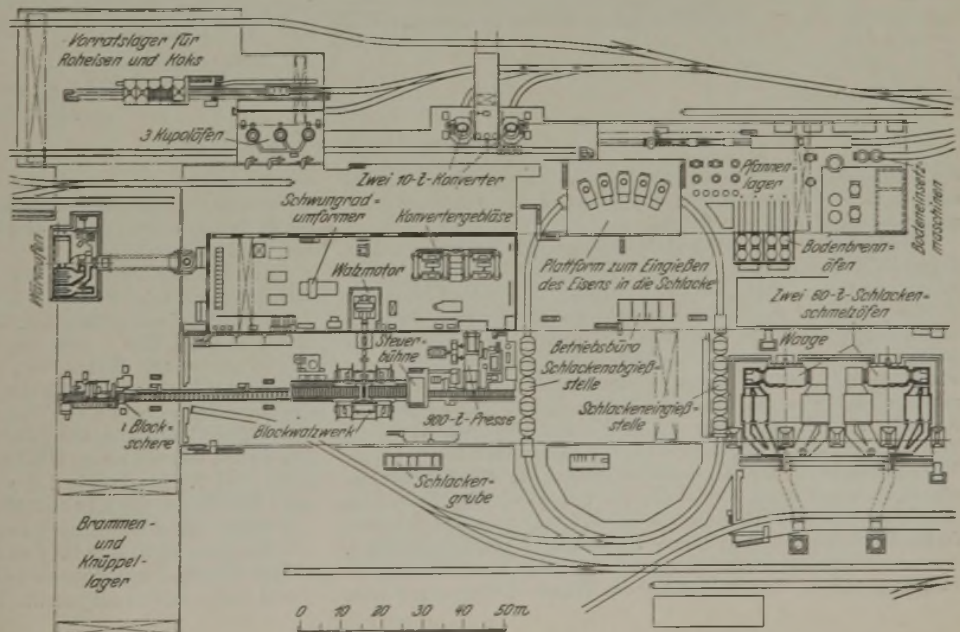 Vorratslager für
Roheisen und Koks
3 Kupolöfen
Zwei 10-t-Konverter
Schwungrad=
umformer
Konvertergebläse
Walzmotor
Wärmofen
Plattform zum Eingießen
des Eisens in die Schlacke
Pfannen-
lager
Bodeneinsetz-
maschinen
Bodenbrenn=
öfen
Zwei 60-t-Schlacken=
schmelzöfen
Waage
Steuer-
bühne
Betriebsbüro
Schlackenabgieß-
stelle
Schlackeneingieß-
stelle
1 Block=
schere
Blockwalzwerk
900-t-Presse
Schlacken-
grube
Brammen-
und
Knüppel-
lager
0 10 20 30 40 50m